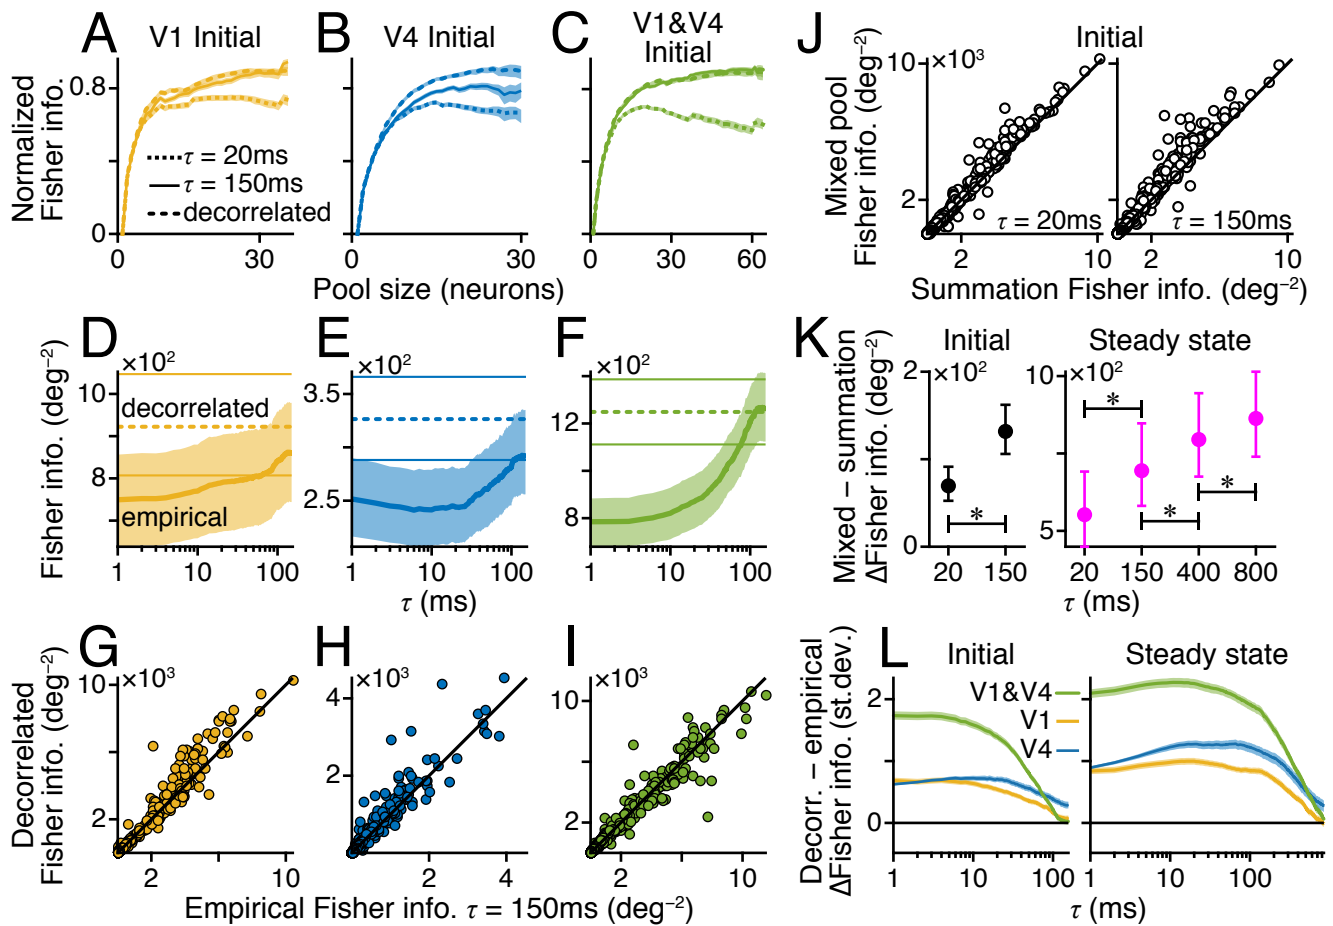 A V1 Initial
B V4 Initial
C V1&V4
Initial
Normalized
Fisher info.
0.8
0
τ = 20ms
τ = 150ms
decorrelated
0 30
0 30
0 30 60
Pool size (neurons)
J Initial
Mixed pool
Fisher info. (deg⁻²)
10 ×10³
2
τ = 20ms
τ = 150ms
2 10
2 10
Summation Fisher info. (deg⁻²)
D
E
F
Fisher info. (deg⁻²)
×10²
10
8
decorrelated
empirical
1 10 100
×10²
3.5
2.5
1 10 100
×10²
12
8
1 10 100
τ (ms)
K Initial Steady state
Mixed – summation
ΔFisher info. (deg⁻²)
2
×10²
0
*
20 150
10
×10²
5
*
*
*
20 150 400 800
τ (ms)
G
H
I
Decorrelated
Fisher info. (deg⁻²)
10 ×10³
2
2 10
4 ×10³
2
2 4
×10³
10
2
2 10
Empirical Fisher info. τ = 150ms (deg⁻²)
L Initial Steady state
Decorr. – empirical
ΔFisher info. (st.dev.)
2
0
V1&V4
V1
V4
1 10 100
1 10 100
τ (ms)